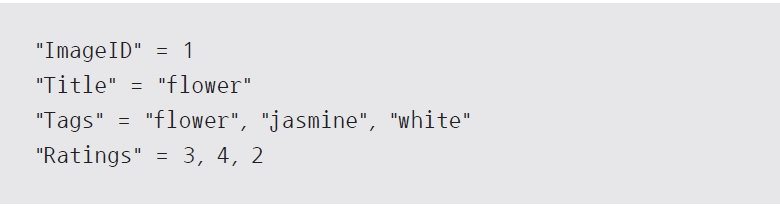 "ImageID" = 1
"Title" = "flower"
"Tags" = "flower", "jasmine", "white"
"Ratings" = 3, 4, 2